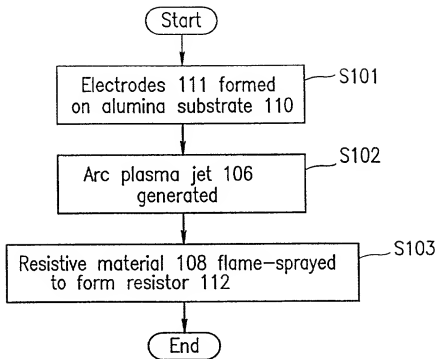 Start
Electrodes 111 formed
on alumina substrate 110
S101
Arc plasma jet 106
generated
S102
Resistive material 108 flame-sprayed
to form resistor 112
S103
End